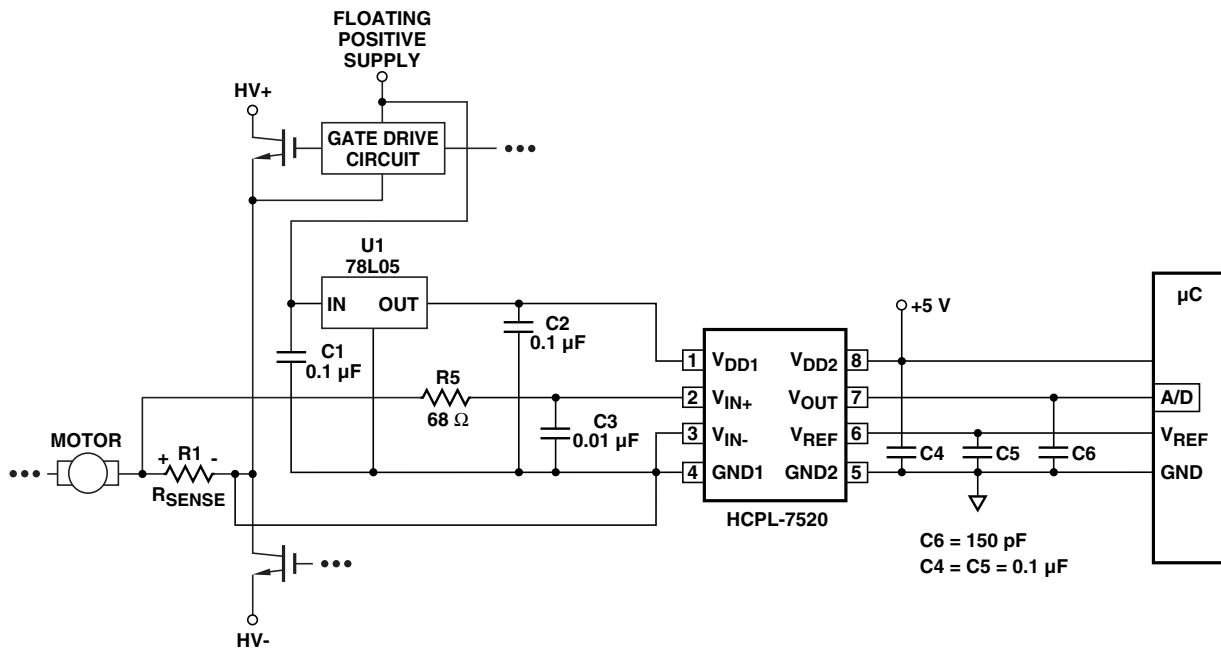 FLOATING
POSITIVE
SUPPLY
HV+
GATE DRIVE
CIRCUIT
U1
78L05
IN OUT
C1
0.1 µF
C2
0.1 µF
R5
68 Ω
C3
0.01 µF
MOTOR
+ R1 -
RSENSE
HV-
1 VDD1 VDD2 8
2 VIN+ VOUT 7
3 VIN- VREF 6
4 GND1 GND2 5
HCPL-7520
+5 V
C4
C5
C6
C6 = 150 pF
C4 = C5 = 0.1 µF
µC
A/D
VREF
GND